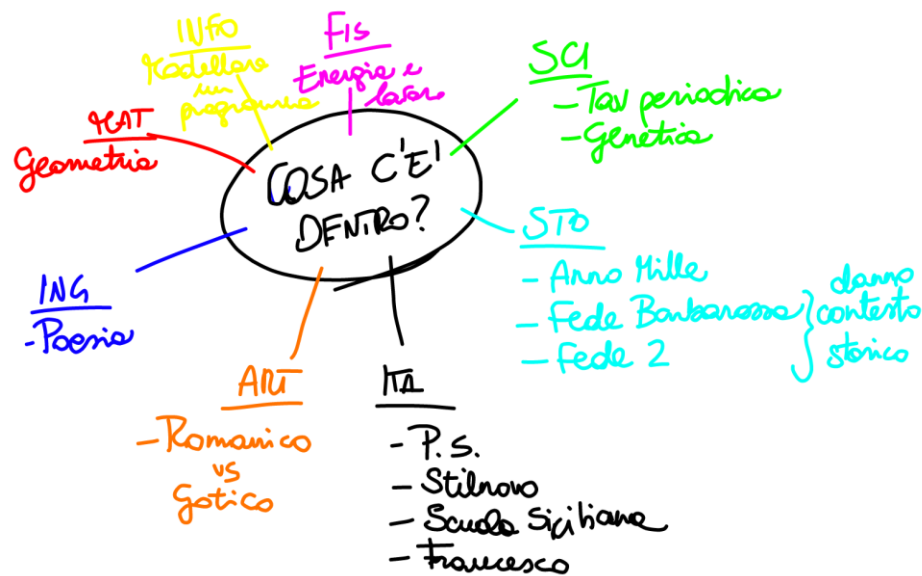 COSA C'E'
DENTRO?
INFO
Modellare
un
programma
FIS
Energia e
lavoro
SCI
- Tav periodica
- Genetica
STO
- Anno Mille
- Fede Barbarossa
- Fede 2
danno
contesto
storico
ITA
- P.S.
- Stilnovo
- Scuola Siciliana
- Francesco
ART
- Romanico
vs
Gotico
ING
- Poesia
MAT
Geometria